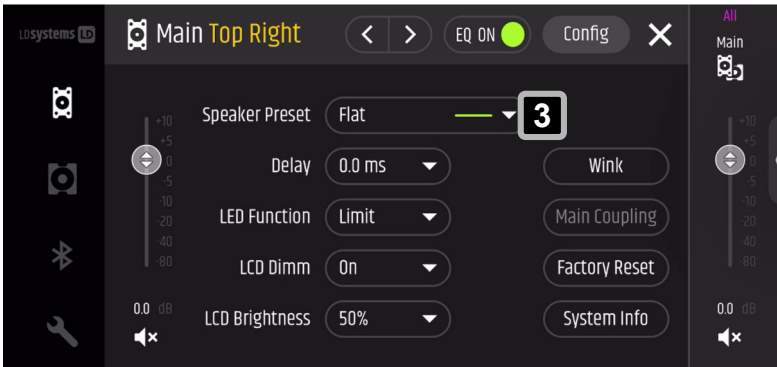 LDsystems LD
Main Top Right
EQ ON
Config
All
Main
Speaker Preset
Flat
3
Delay
0.0 ms
Wink
LED Function
Limit
Main Coupling
LCD Dimm
On
Factory Reset
LCD Brightness
50%
System Info
+10
+5
0
-5
-10
-20
-40
-80
0.0 dB
+10
0
-5
-10
-20
-40
-80
0.0 dB